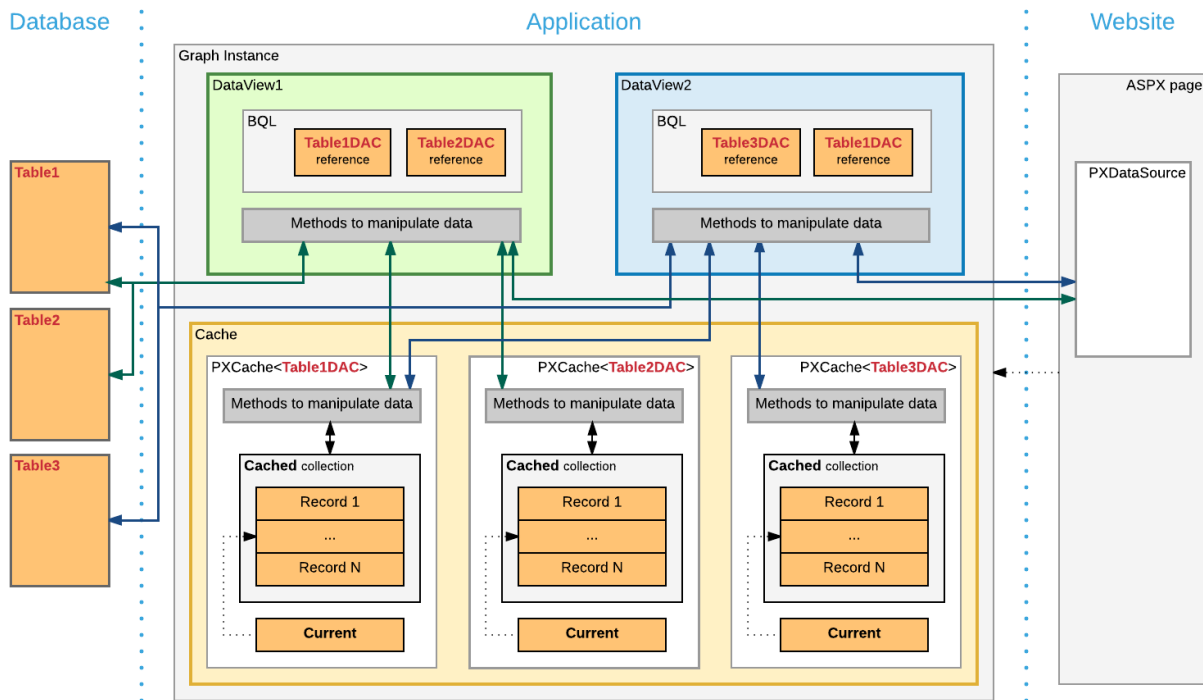 Database
Application
Website
Graph Instance
DataView1
BQL
Table1DAC
reference
Table2DAC
reference
Methods to manipulate data
DataView2
BQL
Table3DAC
reference
Table1DAC
reference
Methods to manipulate data
ASPX page
PXDataSource
Table1
Table2
Table3
Cache
PXCache<Table1DAC>
Methods to manipulate data
Cached collection
Record 1
...
Record N
Current
PXCache<Table2DAC>
Methods to manipulate data
Cached collection
Record 1
...
Record N
Current
PXCache<Table3DAC>
Methods to manipulate data
Cached collection
Record 1
...
Record N
Current